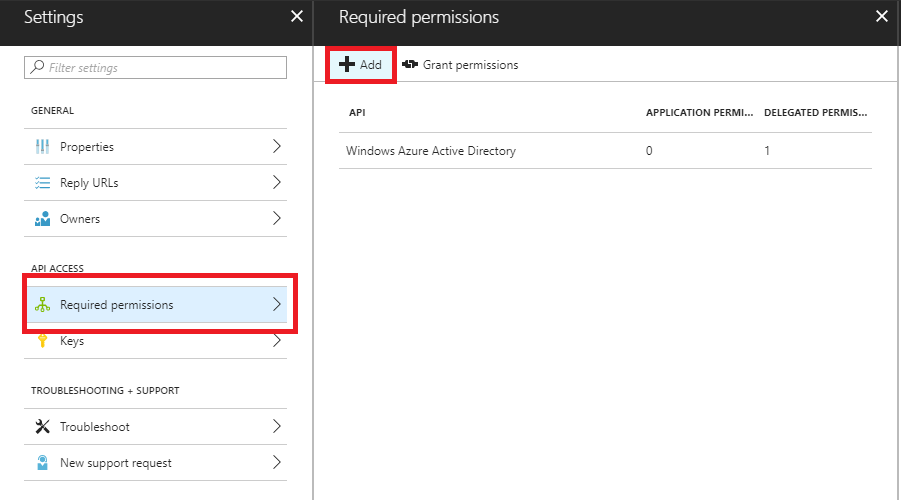 Settings
Filter settings
GENERAL
Properties
Reply URLs
Owners
API ACCESS
Required permissions
Keys
TROUBLESHOOTING + SUPPORT
Troubleshoot
New support request
Required permissions
Add Grant permissions
API APPLICATION PERMI... DELEGATED PERMIS...
Windows Azure Active Directory 0 1